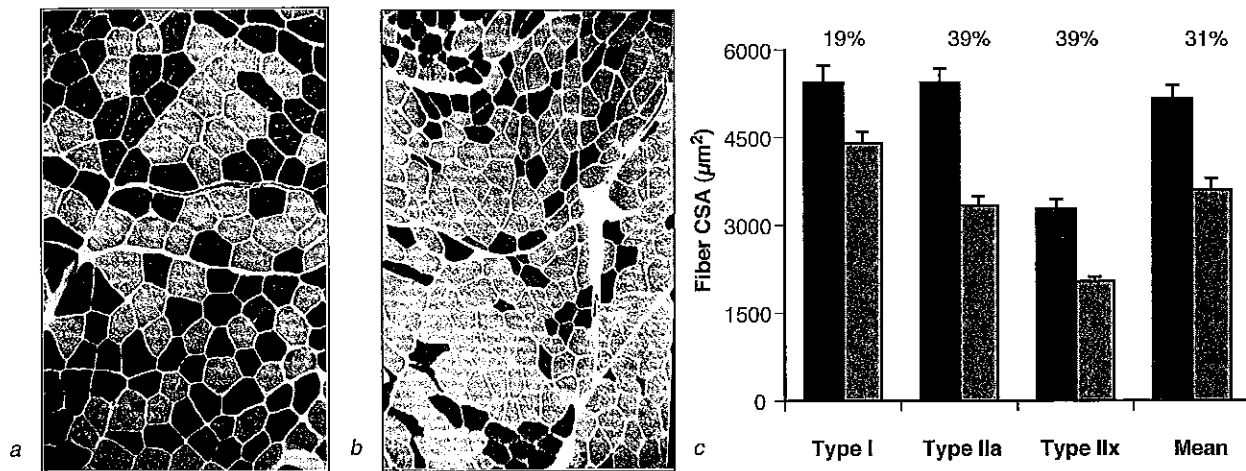 a
b
c
19% 39% 39% 31%
Fiber CSA (µm²)
6000
4500
3000
1500
0
Type I Type IIa Type IIx Mean